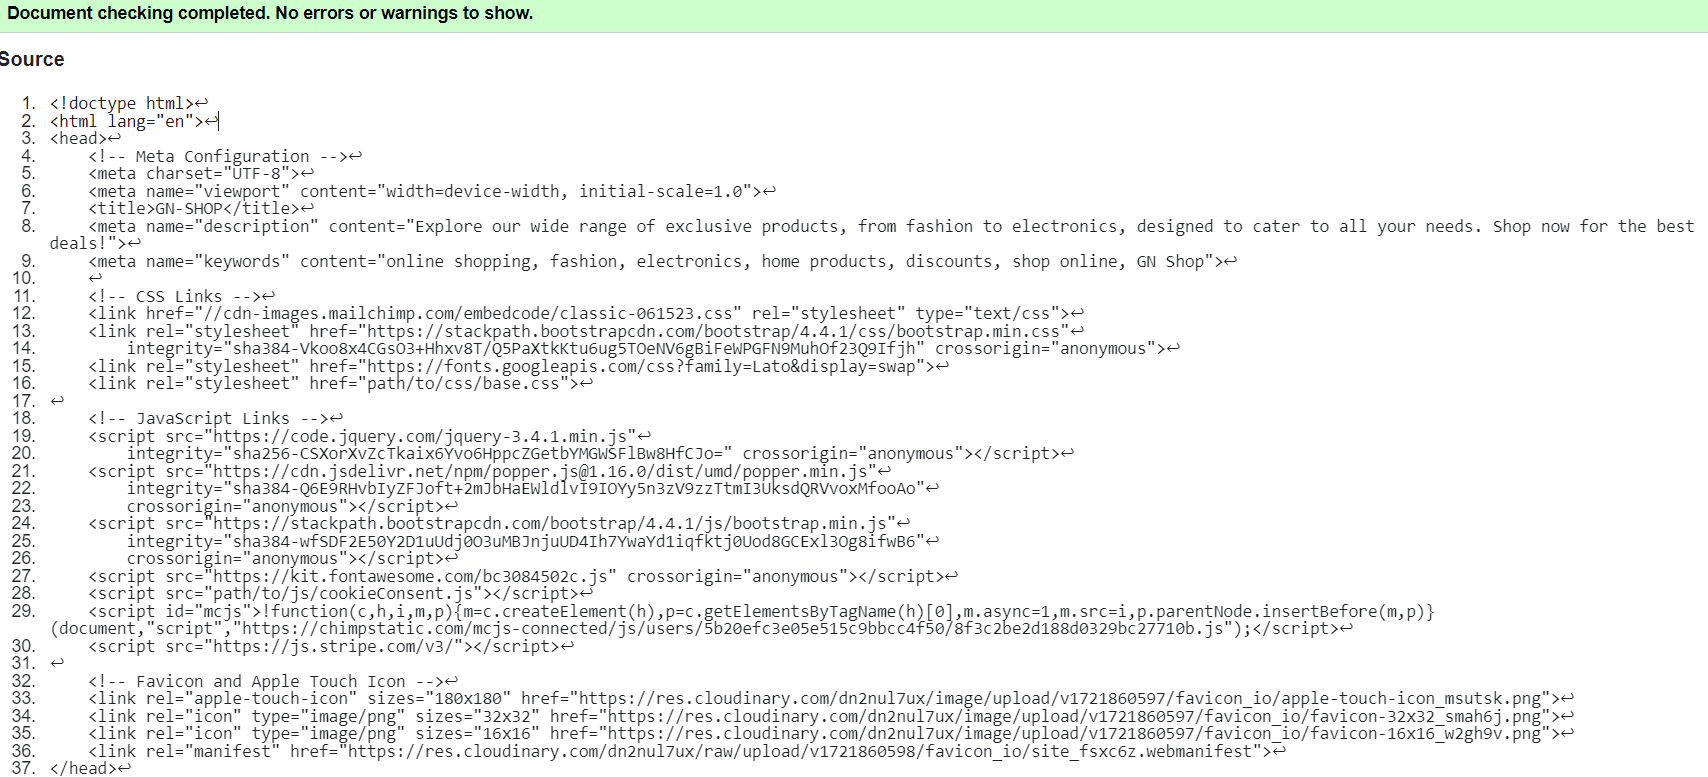 Document checking completed. No errors or warnings to show.
Source
1. <!doctype html>↩
2. <html lang="en">↩
3. <head>↩
4. <!-- Meta Configuration -->↩
5. <meta charset="UTF-8">↩
6. <meta name="viewport" content="width=device-width, initial-scale=1.0">↩
7. <title>GN-SHOP</title>↩
8. <meta name="description" content="Explore our wide range of exclusive products, from fashion to electronics, designed to cater to all your needs. Shop now for the best
deals!">↩
9. <meta name="keywords" content="online shopping, fashion, electronics, home products, discounts, shop online, GN Shop">↩
10. ↩
11. <!-- CSS Links -->↩
12. <link href="//cdn-images.mailchimp.com/embedcode/classic-061523.css" rel="stylesheet" type="text/css">↩
13. <link rel="stylesheet" href="https://stackpath.bootstrapcdn.com/bootstrap/4.4.1/css/bootstrap.min.css"↩
14. integrity="sha384-Vkoo8x4CGsO3+Hhxv8T/Q5PaXtkKtu6ug5TOeNV6gBiFeWPGFN9MuhOf23Q9Ifjh" crossorigin="anonymous">↩
15. <link rel="stylesheet" href="https://fonts.googleapis.com/css?family=Lato&display=swap">↩
16. <link rel="stylesheet" href="path/to/css/base.css">↩
17. ↩
18. <!-- JavaScript Links -->↩
19. <script src="https://code.jquery.com/jquery-3.4.1.min.js"↩
20. integrity="sha256-CSXorXvZcTkaix6Yvo6HppcZGetbYMGWSFlBw8HfCJo=" crossorigin="anonymous"></script>↩
21. <script src="https://cdn.jsdelivr.net/npm/popper.js@1.16.0/dist/umd/popper.min.js"↩
22. integrity="sha384-Q6E9RHvbIyZFJoft+2mJbHaEWldlvI9IOYy5n3zV9zzTtmI3UksdQRVvoxMfooAo"↩
23. crossorigin="anonymous"></script>↩
24. <script src="https://stackpath.bootstrapcdn.com/bootstrap/4.4.1/js/bootstrap.min.js"↩
25. integrity="sha384-wfSDF2E50Y2D1uUdj0O3uMBJnjuUD4Ih7YwaYd1iqfktj0Uod8GCExl3Og8ifwB6"↩
26. crossorigin="anonymous"></script>↩
27. <script src="https://kit.fontawesome.com/bc3084502c.js" crossorigin="anonymous"></script>↩
28. <script src="path/to/js/cookieConsent.js"></script>↩
29. <script id="mcjs">!function(c,h,i,m,p){m=c.createElement(h),p=c.getElementsByTagName(h)[0],m.async=1,m.src=i,p.parentNode.insertBefore(m,p)}
(document,"script","https://chimpstatic.com/mcjs-connected/js/users/5b20efc3e05e515c9bbcc4f50/8f3c2be2d188d0329bc27710b.js");</script>↩
30. <script src="https://js.stripe.com/v3/"></script>↩
31. ↩
32. <!-- Favicon and Apple Touch Icon -->↩
33. <link rel="apple-touch-icon" sizes="180x180" href="https://res.cloudinary.com/dn2nul7ux/image/upload/v1721860597/favicon_io/apple-touch-icon_msutsk.png">↩
34. <link rel="icon" type="image/png" sizes="32x32" href="https://res.cloudinary.com/dn2nul7ux/image/upload/v1721860597/favicon_io/favicon-32x32_smah6j.png">↩
35. <link rel="icon" type="image/png" sizes="16x16" href="https://res.cloudinary.com/dn2nul7ux/image/upload/v1721860597/favicon_io/favicon-16x16_w2gh9v.png">↩
36. <link rel="manifest" href="https://res.cloudinary.com/dn2nul7ux/raw/upload/v1721860598/favicon_io/site_fsxc6z.webmanifest">↩
37. </head>↩